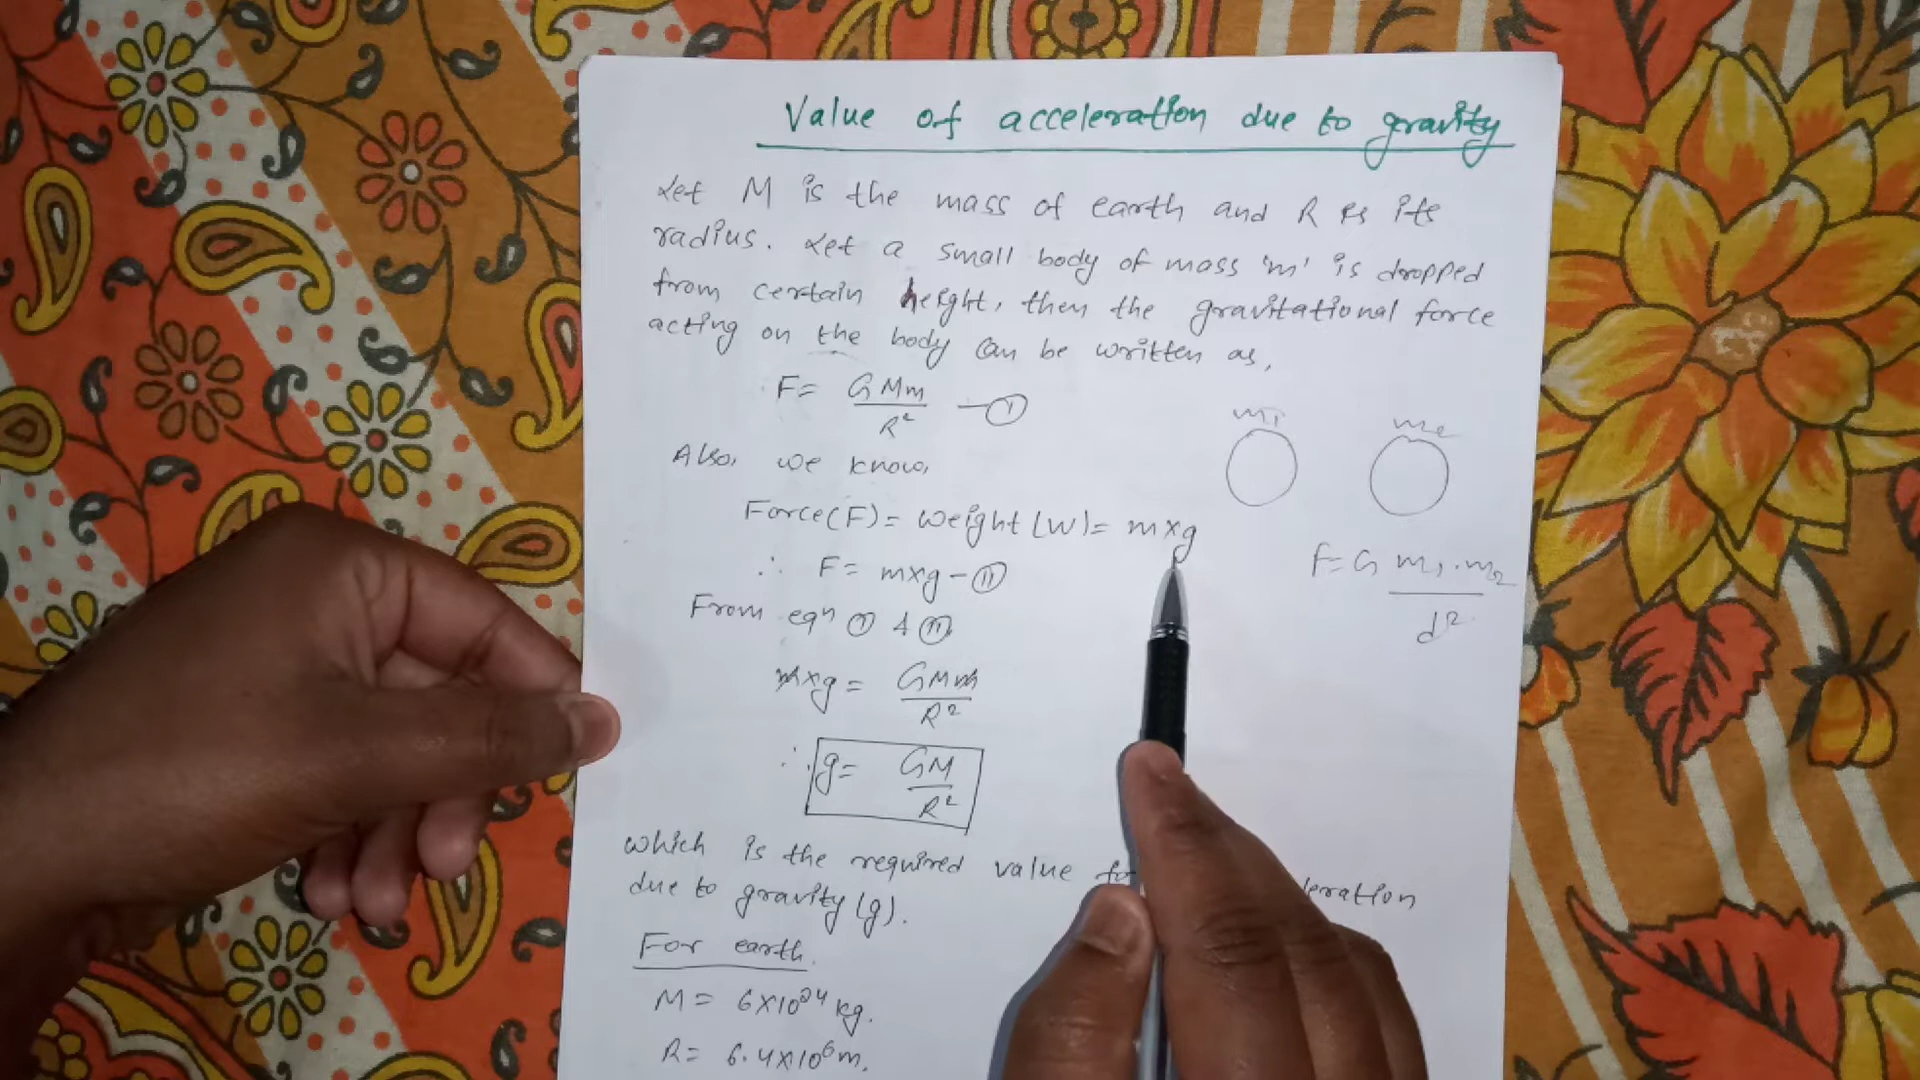 Value of acceleration due to gravity
Let M is the mass of earth and R is its
radius. Let a small body of mass 'm' is dropped
from certain height, then the gravitational force
acting on the body can be written as,
F = GMm / R² — (I)
m1 m2
Also, we know,
Force(F) = Weight (W) = m×g
∴ F = m×g — (II)
F = G m1.m2 / d²
From eqn (I) & (II),
m×g = GMm / R²
∴ g = GM / R²
Which is the required value
due to gravity (g).
For earth.
M = 6×10²⁴ kg.
R = 6.4×10⁶m.